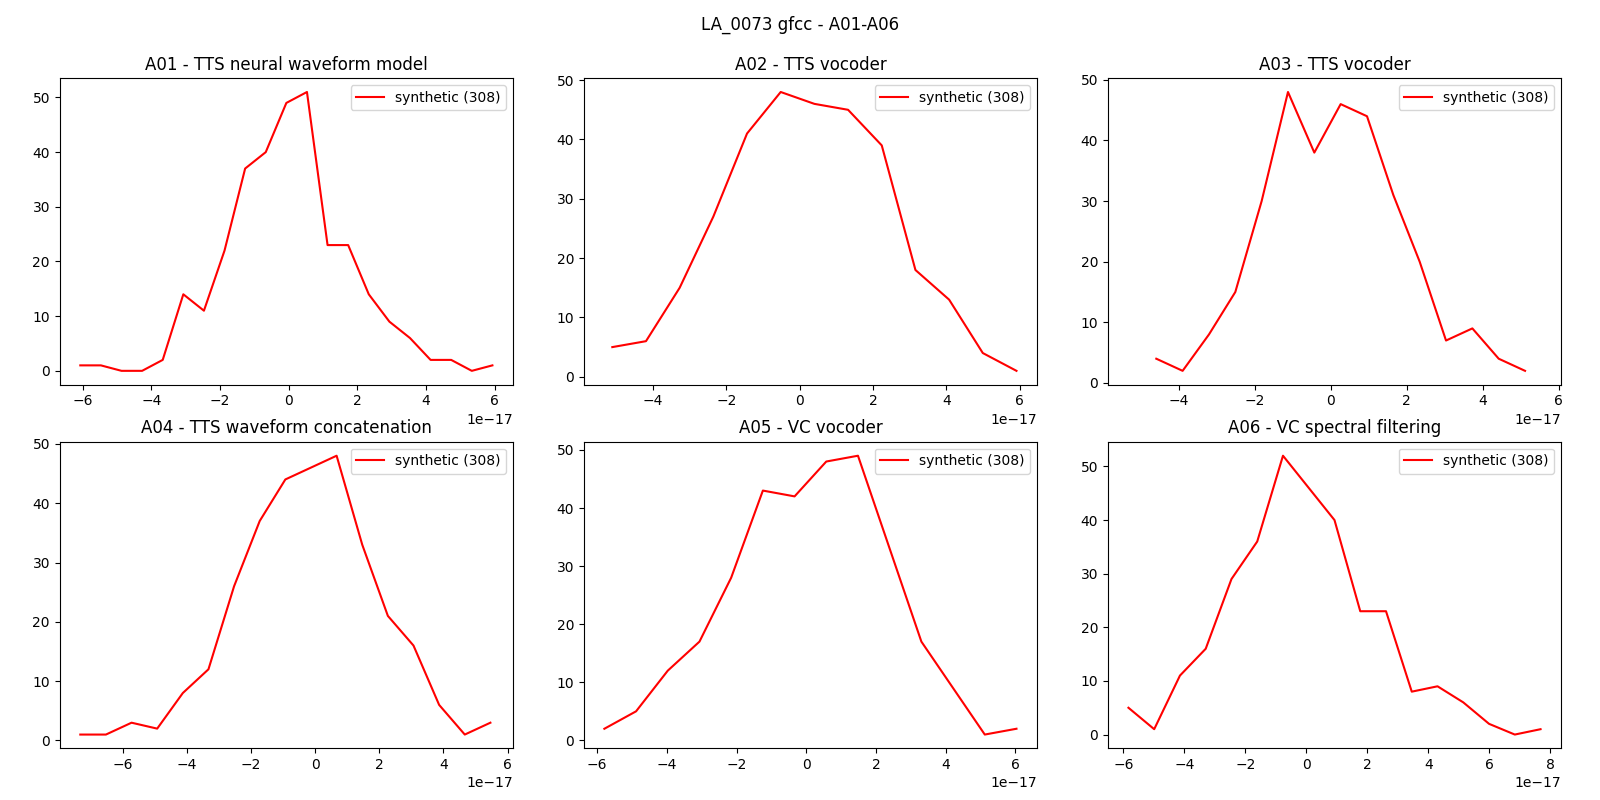 LA_0073 gfcc - A01-A06
A01 - TTS neural waveform model
synthetic (308)
50
40
30
20
10
0
−6 −4 −2 0 2 4 6
1e−17
A02 - TTS vocoder
synthetic (308)
50
40
30
20
10
0
−4 −2 0 2 4 6
1e−17
A03 - TTS vocoder
synthetic (308)
50
40
30
20
10
0
−4 −2 0 2 4 6
1e−17
A04 - TTS waveform concatenation
synthetic (308)
50
40
30
20
10
0
−6 −4 −2 0 2 4 6
1e−17
A05 - VC vocoder
synthetic (308)
50
40
30
20
10
0
−6 −4 −2 0 2 4 6
1e−17
A06 - VC spectral filtering
synthetic (308)
50
40
30
20
10
0
−6 −4 −2 0 2 4 6 8
1e−17